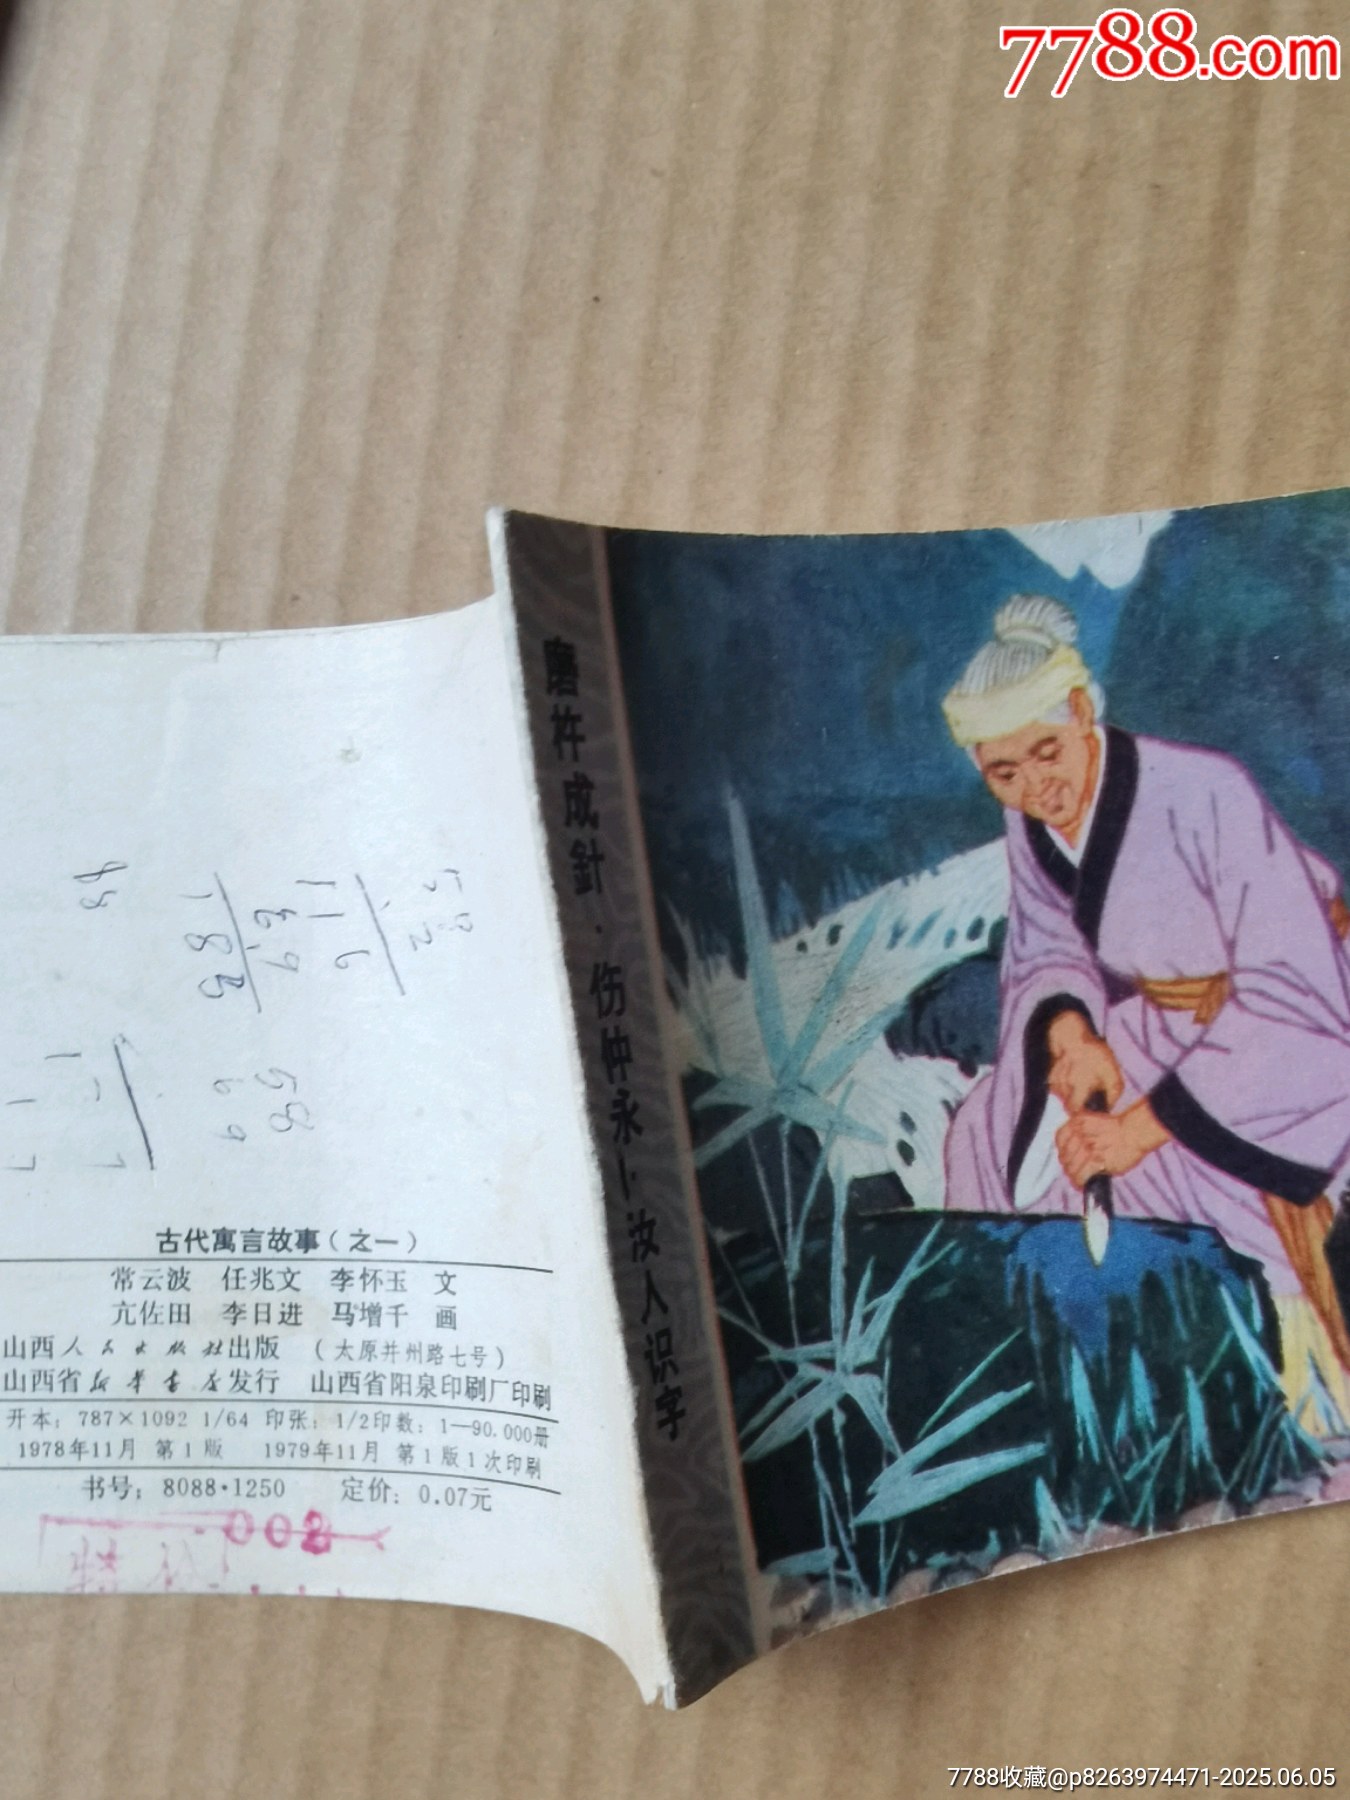 7788.com
磨杵成針·伤仲永·汝人识字
古代寓言故事(之一)
常云波 任兆文 李怀玉 文
亢佐田 李日进 马增千 画
山西人民出版社出版 (太原并州路七号)
山西省新华书店发行 山西省阳泉印刷厂印刷
开本：787×1092 1/64 印张：1/2印数：1—90.000册
1978年11月 第1版 1979年11月 第1版1次印刷
书号：8088·1250 定价：0.07元
002
7788收藏@p8263974471-2025.06.05